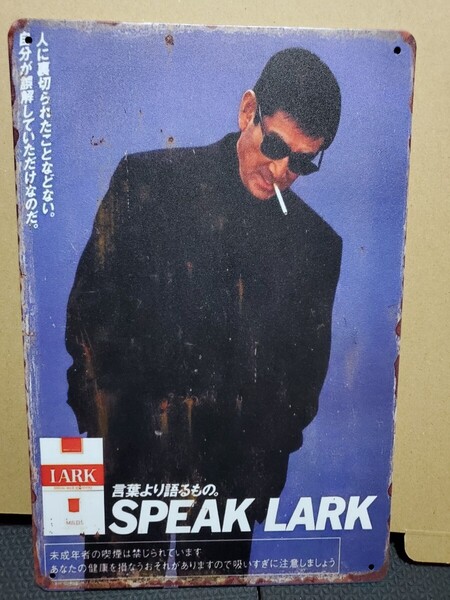 人に裏切られたことなどない。
自分が誤解していただけなのだ。
LARK
言葉より語るもの。
SPEAK LARK
未成年者の喫煙は禁じられています
あなたの健康を損なうおそれがありますので吸いすぎに注意しましょう